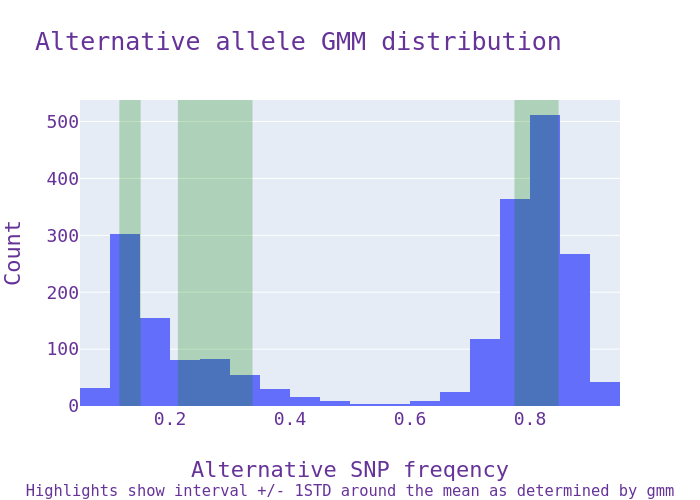 Alternative allele GMM distribution
500
400
300
200
100
0
Count
0.2 0.4 0.6 0.8
Alternative SNP freqency
Highlights show interval +/- 1STD around the mean as determined by gmm